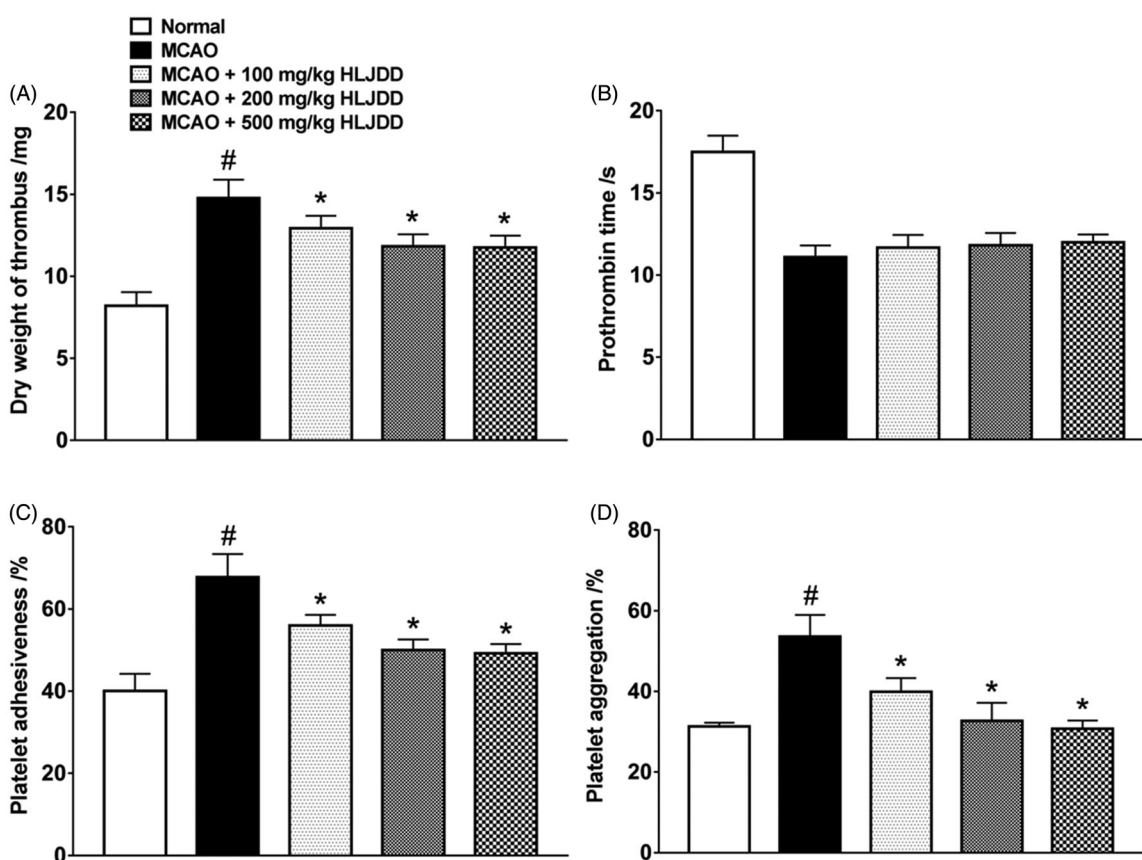 Normal
MCAO
MCAO + 100 mg/kg HLJDD
MCAO + 200 mg/kg HLJDD
MCAO + 500 mg/kg HLJDD
(A)
Dry weight of thrombus /mg
20
15
10
5
0
#
*
*
*
(B)
Prothrombin time /s
20
15
10
5
0
(C)
Platelet adhesiveness /%
80
60
40
20
0
#
*
*
*
(D)
Platelet aggregation /%
80
60
40
20
0
#
*
*
*